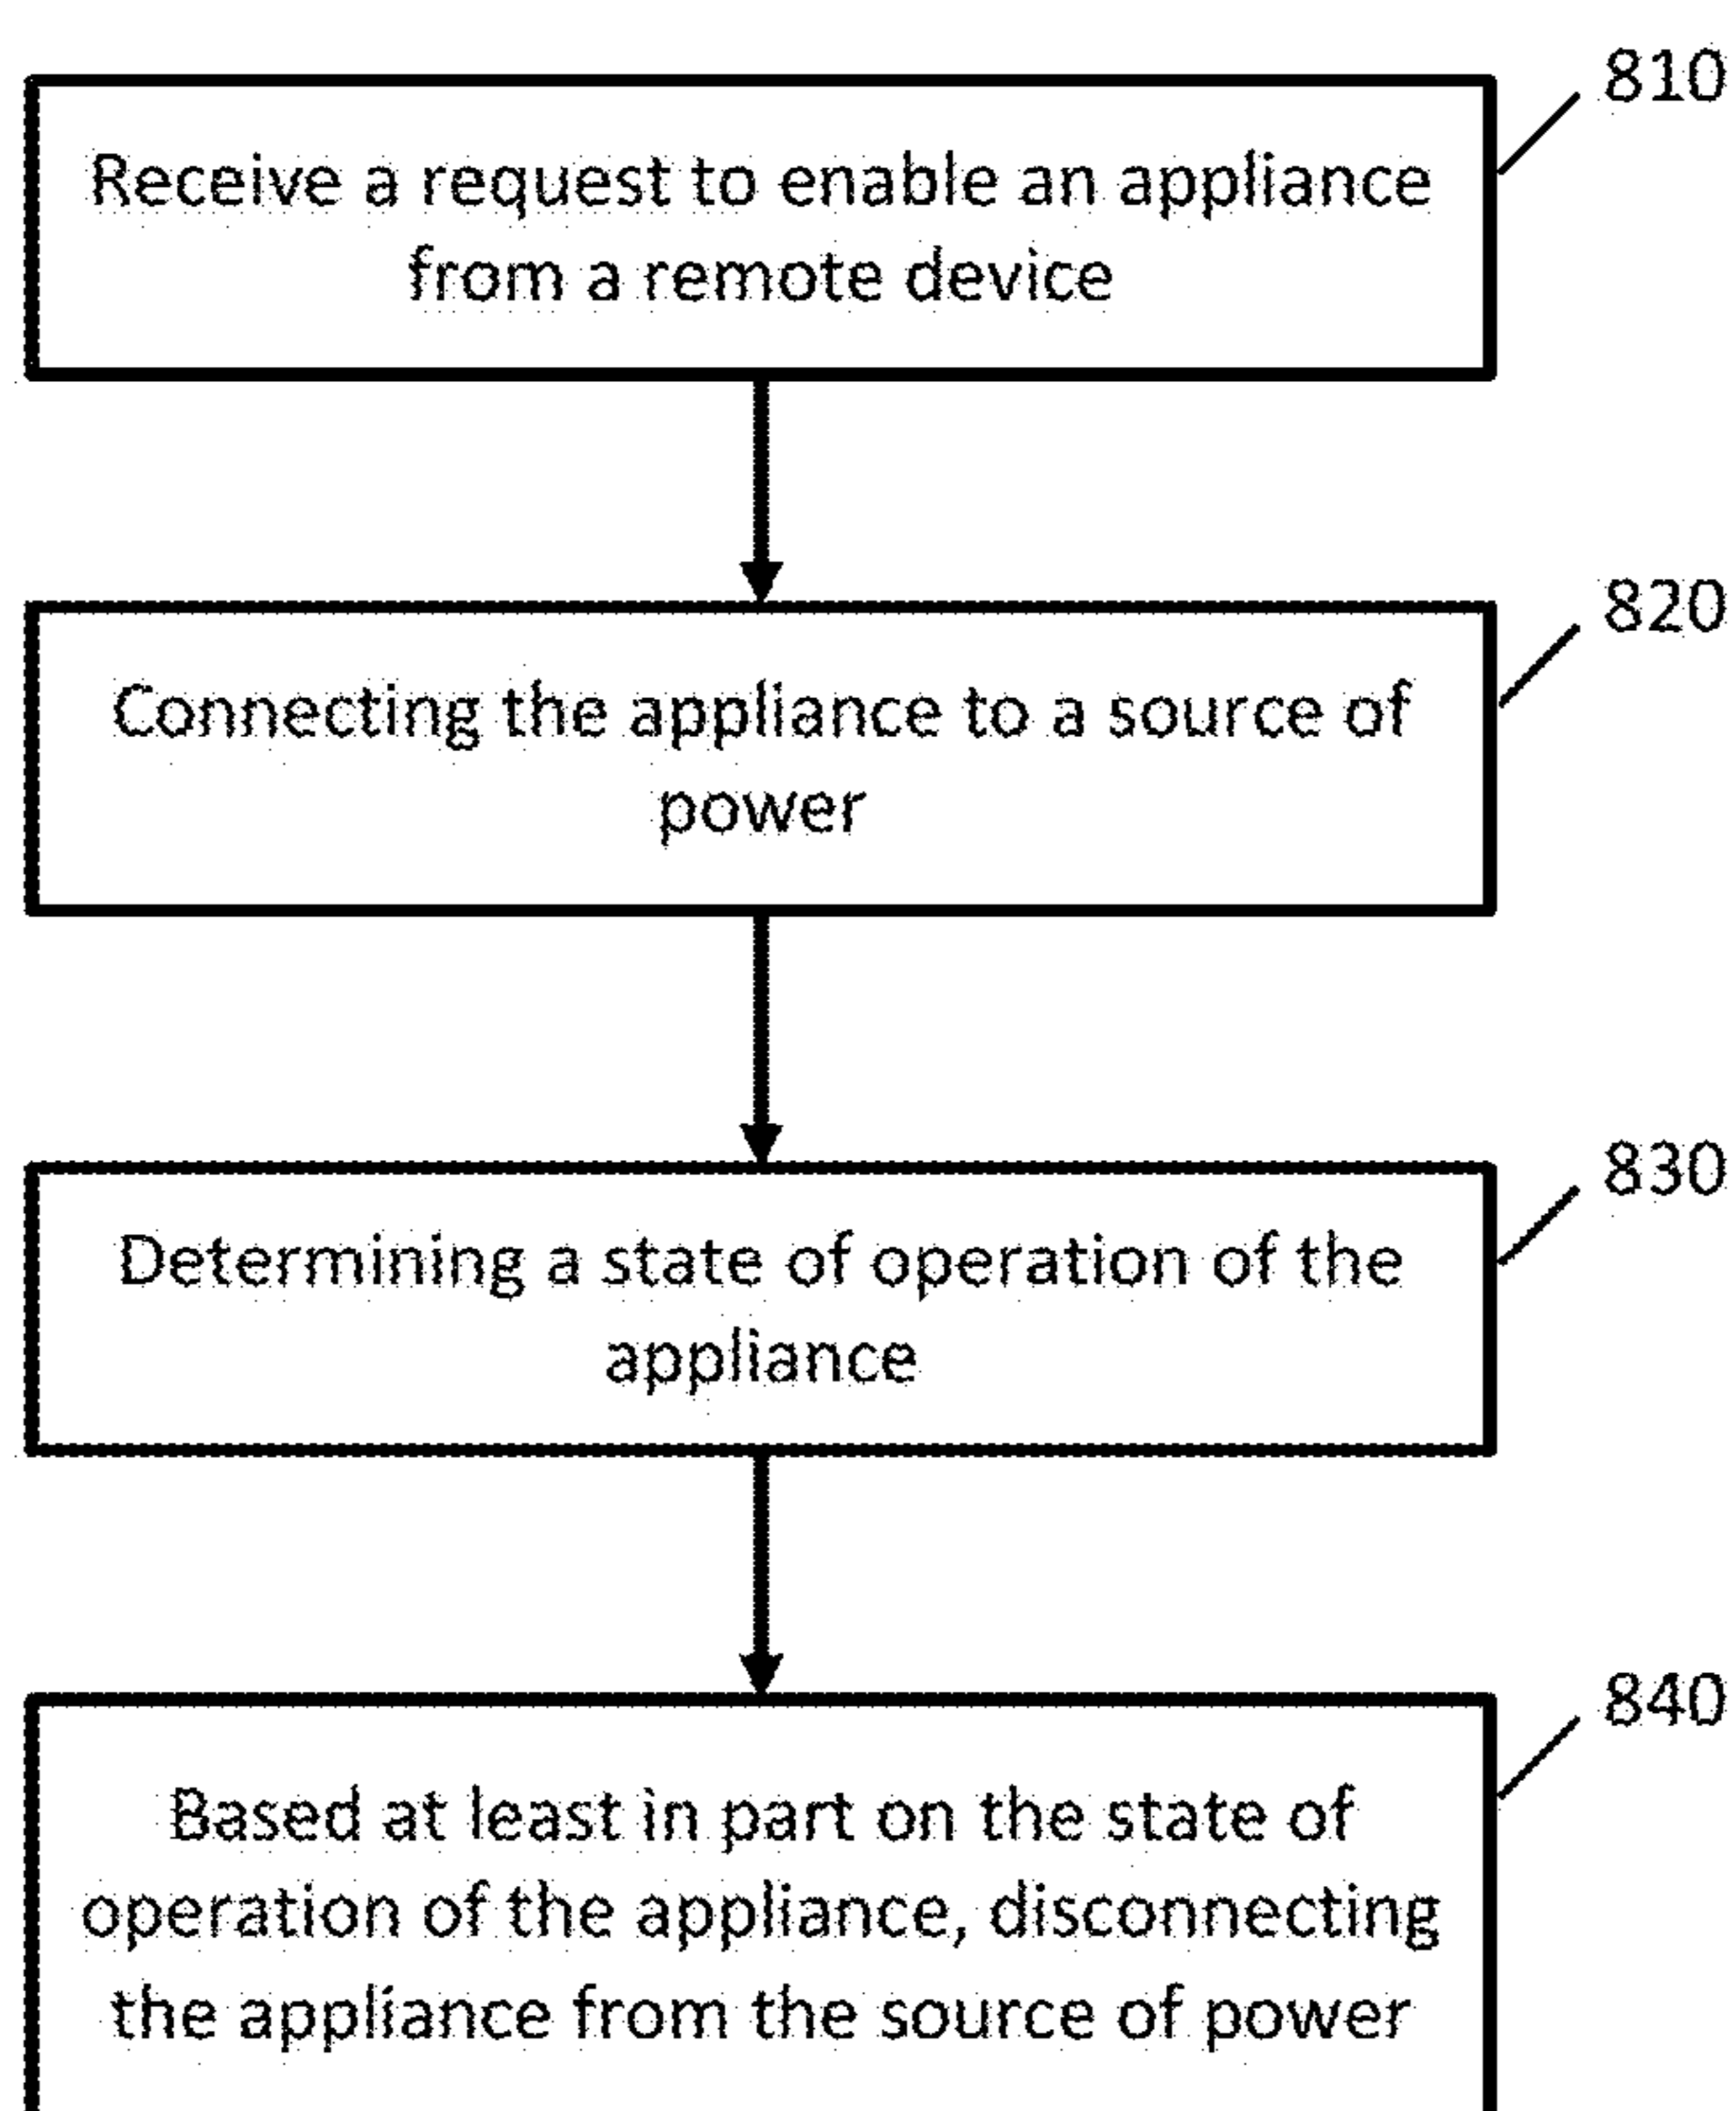 810
Receive a request to enable an appliance
from a remote device
820
Connecting the appliance to a source of
power
830
Determining a state of operation of the
appliance
840
Based at least in part on the state of
operation of the appliance, disconnecting
the appliance from the source of power